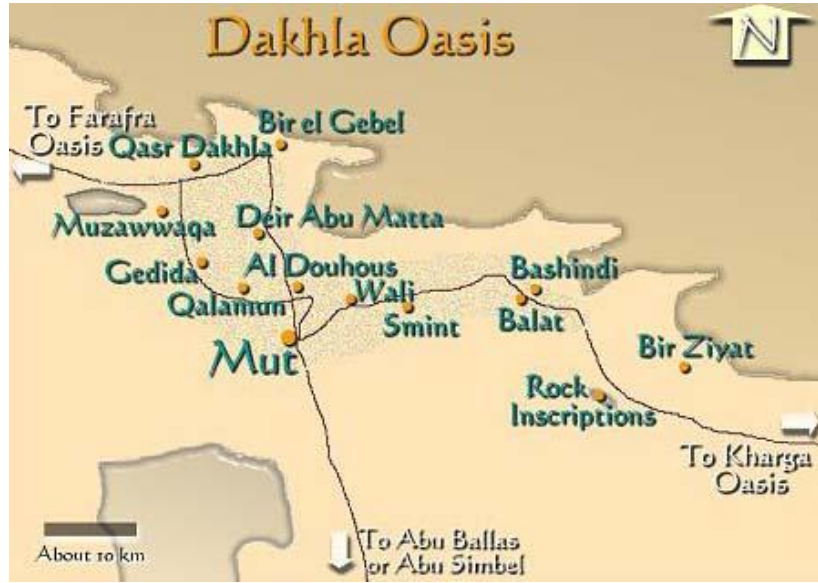 Dakhla Oasis
N
To Farafra
Oasis
Bir el Gebel
Qasr Dakhla
Muzawwaqa
Deir Abu Matta
Gedida
Al Douhous
Qalamun
Wali
Bashindi
Smint
Balat
Mut
Bir Ziyat
Rock
Inscriptions
To Kharga
Oasis
About 10 km
To Abu Ballas
or Abu Simbel